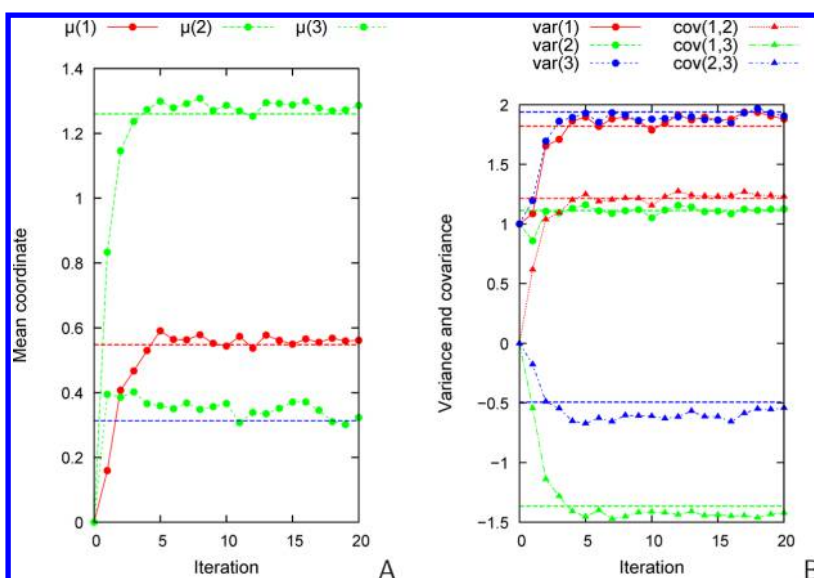 μ(1) μ(2) μ(3)
1.4
1.2
1
0.8
0.6
0.4
0.2
0
0 5 10 15 20
Mean coordinate
Iteration
A
var(1) cov(1,2)
var(2) cov(1,3)
var(3) cov(2,3)
2
1.5
1
0.5
0
−0.5
−1
−1.5
0 5 10 15 20
Variance and covariance
Iteration
B